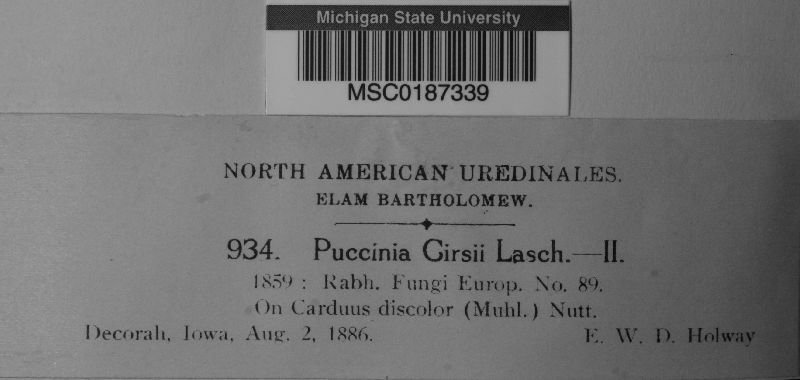 Michigan State University
MSC0187339
NORTH AMERICAN UREDINALES.
ELAM BARTHOLOMEW.
934. Puccinia Cirsii Lasch.—II.
1859 : Rabh. Fungi Europ. No. 89.
On Carduus discolor (Muhl.) Nutt.
Decorah, Iowa, Aug. 2, 1886. E. W. D. Holway